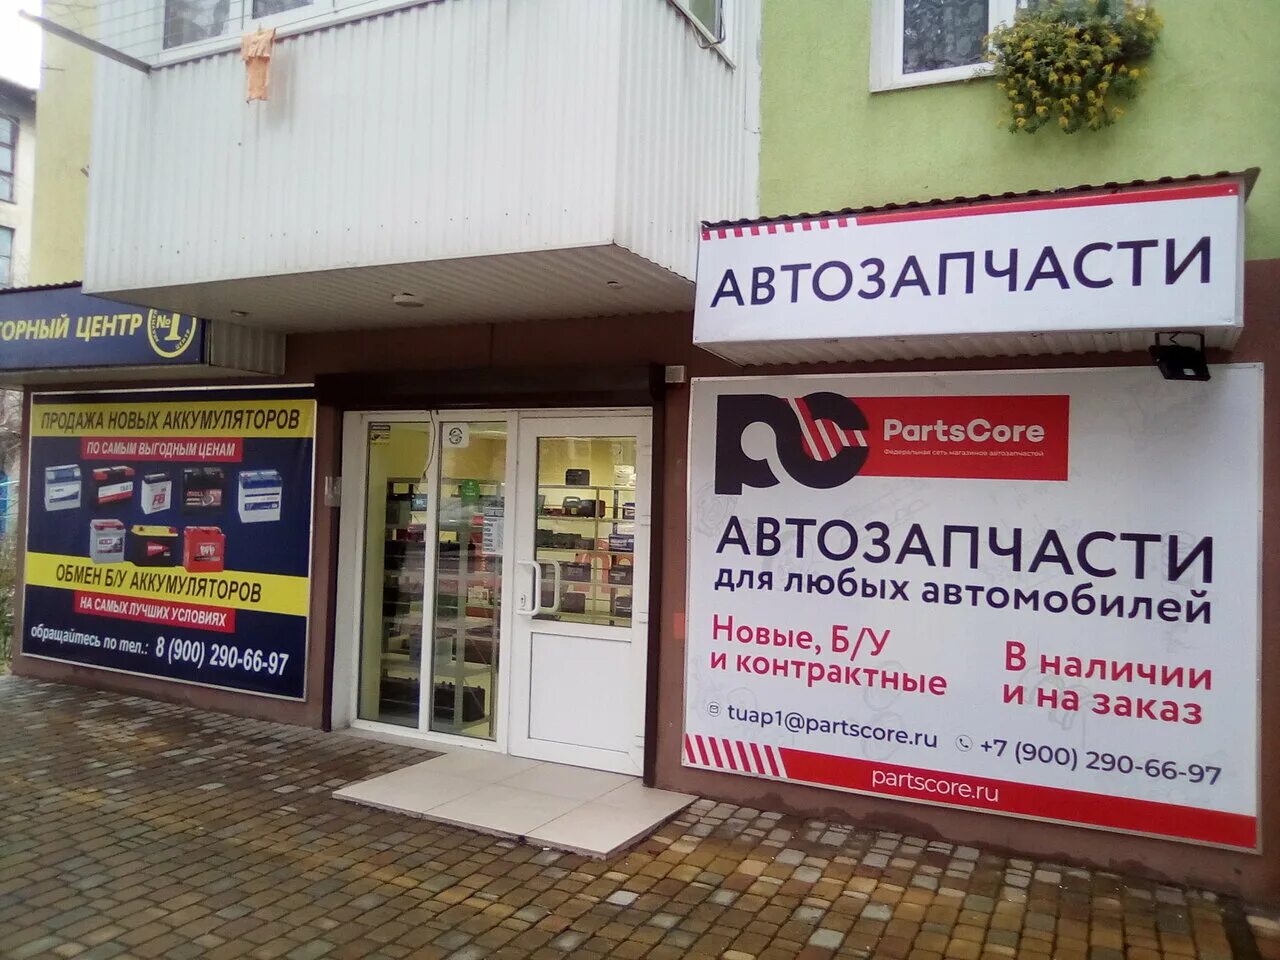 ТОРНЫЙ ЦЕНТР
№1
ПРОДАЖА НОВЫХ АККУМУЛЯТОРОВ
ПО САМЫМ ВЫГОДНЫМ ЦЕНАМ
ОБМЕН Б/У АККУМУЛЯТОРОВ
НА САМЫХ ЛУЧШИХ УСЛОВИЯХ
обращайтесь по тел.: 8 (900) 290-66-97
АВТОЗАПЧАСТИ
PartsCore
Федеральная сеть магазинов автозапчастей
АВТОЗАПЧАСТИ
для любых автомобилей
Новые, Б/У
и контрактные
В наличии
и на заказ
tuap1@partscore.ru
+7 (900) 290-66-97
partscore.ru